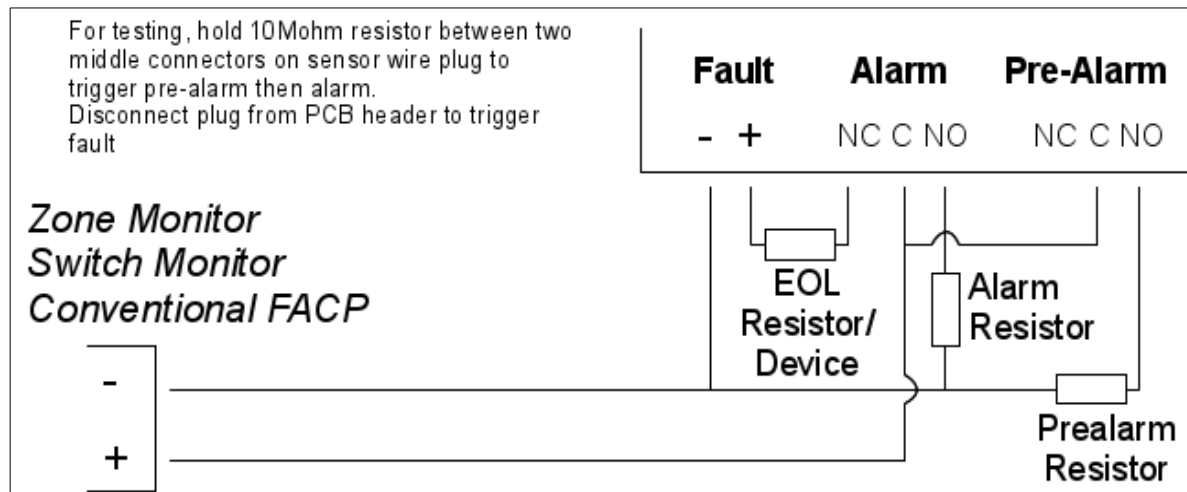 For testing, hold 10Mohm resistor between two
middle connectors on sensor wire plug to
trigger pre-alarm then alarm.
Disconnect plug from PCB header to trigger
fault
Fault Alarm Pre-Alarm
- + NC C NO NC C NO
Zone Monitor
Switch Monitor
Conventional FACP
EOL
Resistor/
Device
Alarm
Resistor
-
+
Prealarm
Resistor